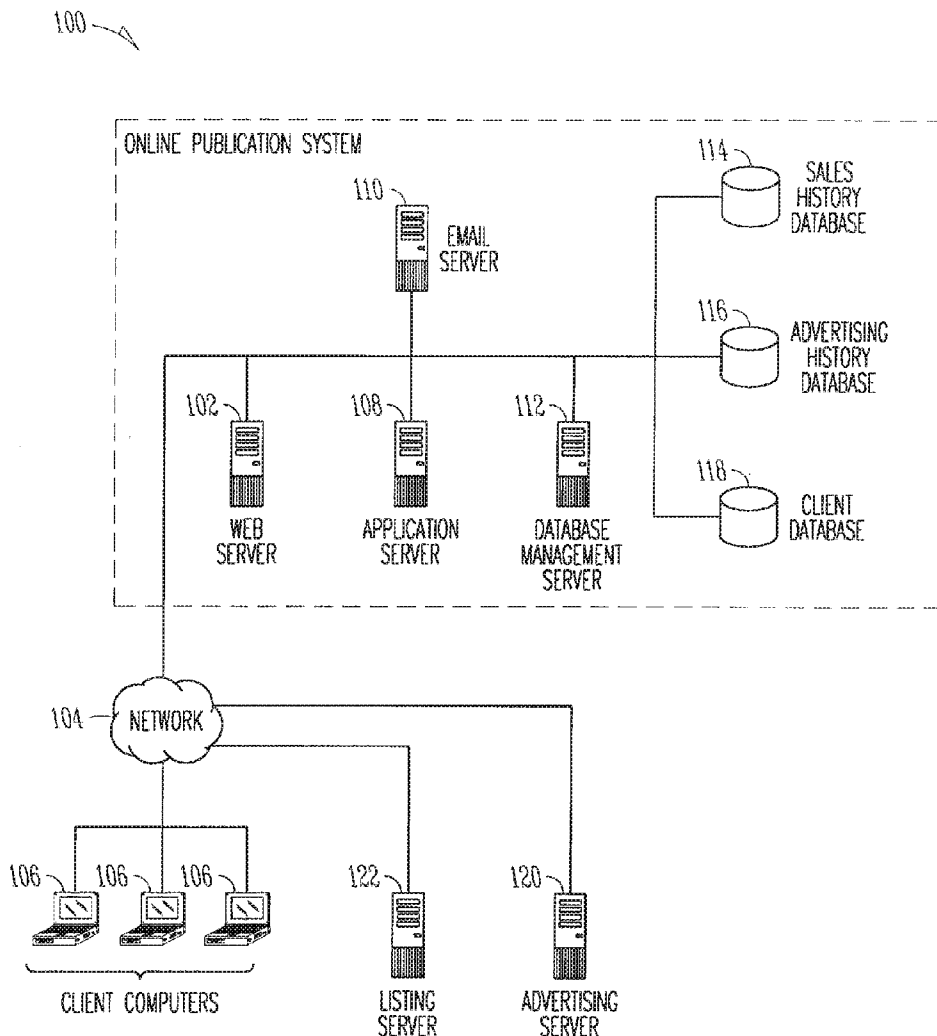 100
ONLINE PUBLICATION SYSTEM
110
EMAIL
SERVER
114
SALES
HISTORY
DATABASE
116
ADVERTISING
HISTORY
DATABASE
102
WEB
SERVER
108
APPLICATION
SERVER
112
DATABASE
MANAGEMENT
SERVER
118
CLIENT
DATABASE
104
NETWORK
106
106
106
CLIENT COMPUTERS
122
LISTING
SERVER
120
ADVERTISING
SERVER